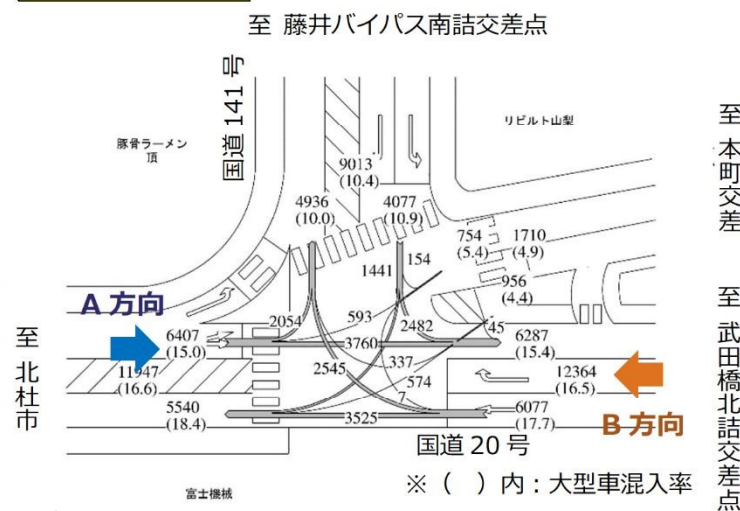 至 藤井バイパス南詰交差点
国道 141 号
豚骨ラーメン
頂
リビルト山梨
至 本町交差
9013
(10.4)
4936
(10.0)
4077
(10.9)
754
(5.4)
1710
(4.9)
154
1441
956
(4.4)
A 方向
2054
593
2482
45
6407
(15.0)
3760
6287
(15.4)
至 北杜市
至 武田橋北詰交差点
11947
(16.6)
2545
337
574
7
12364
(16.5)
5540
(18.4)
3525
6077
(17.7)
B 方向
国道 20 号
富士機械
※（　）内：大型車混入率